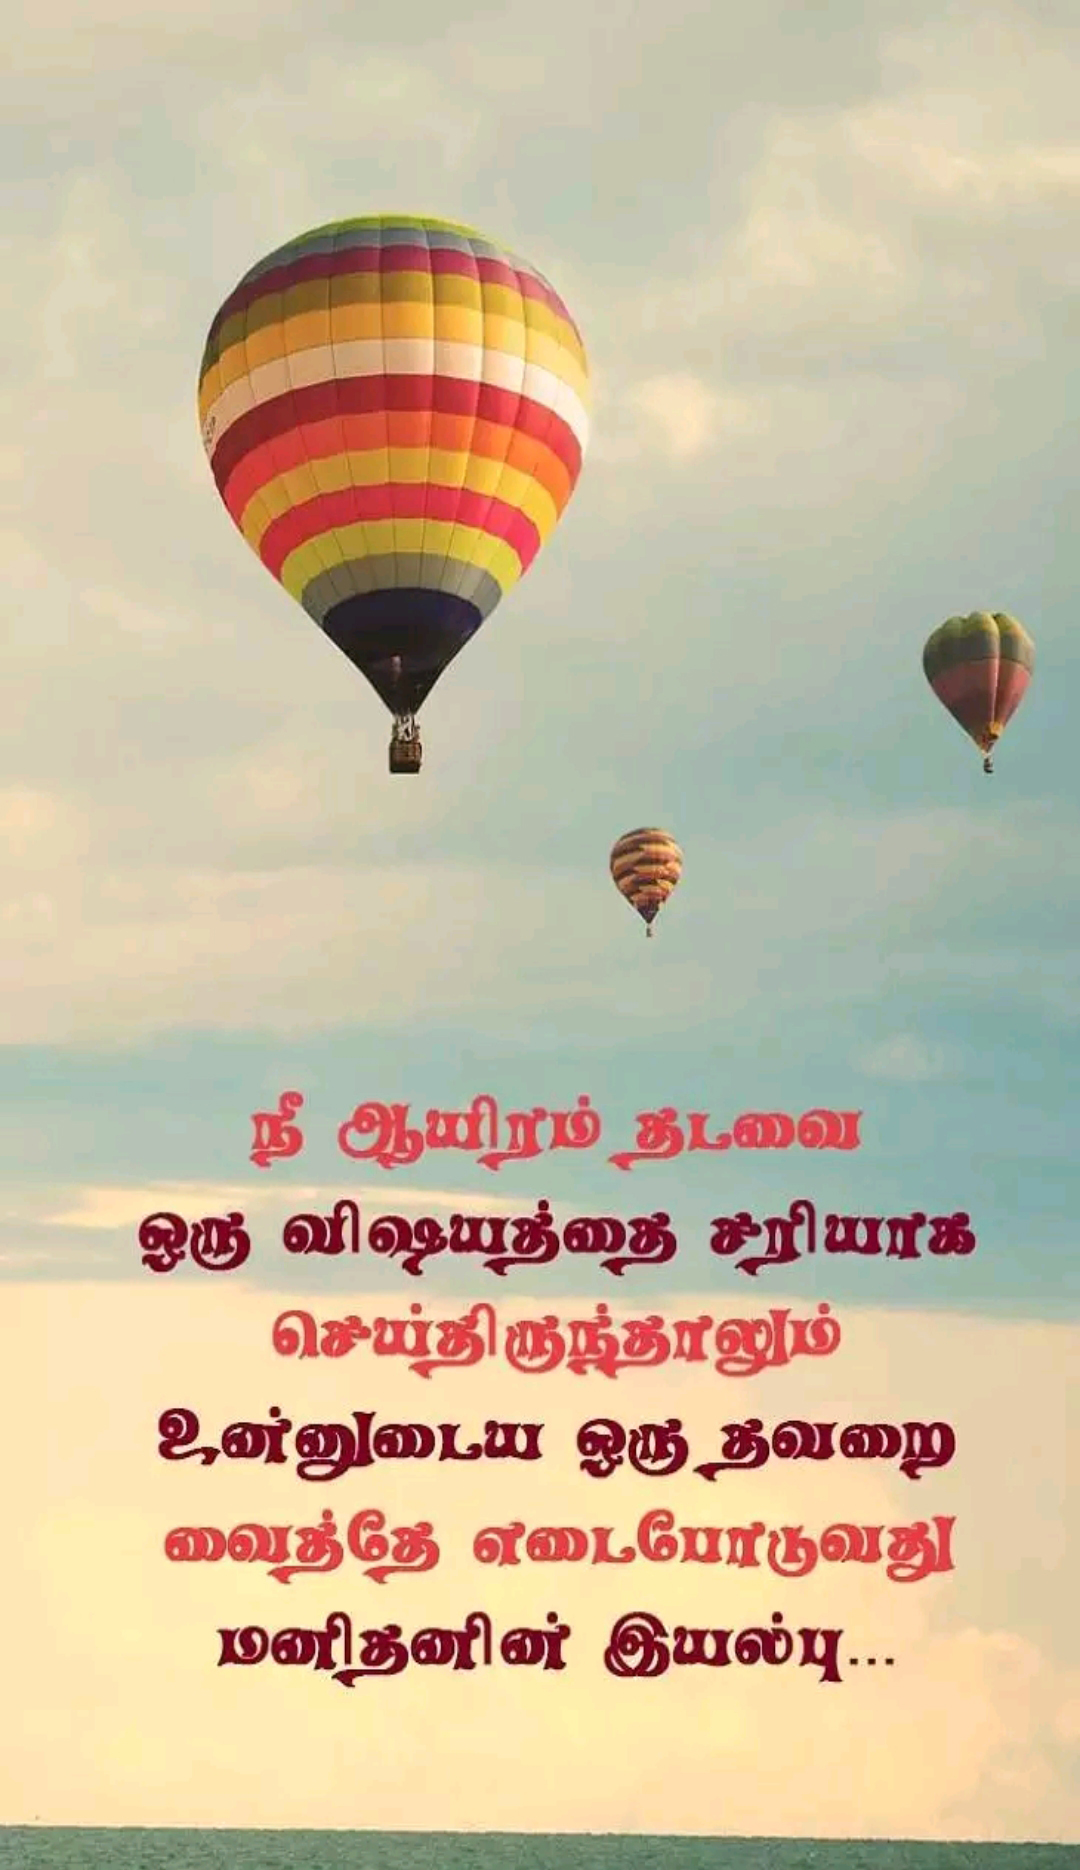 நீ ஆயிரம் தடவை
ஒரு விஷயத்தை சரியாக
செய்திருந்தாலும்
உன்னுடைய ஒரு தவறை
வைத்தே எடைபோடுவது
மனிதனின் இயல்பு...